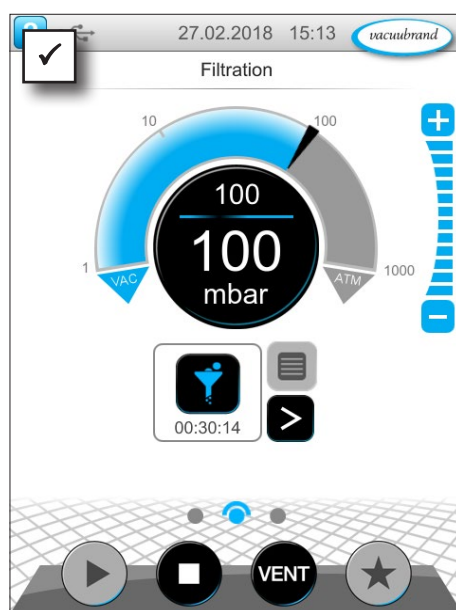 27.02.2018 15:13 vacuubrand
Filtration
10
100
1
1000
VAC
ATM
100
100
mbar
00:30:14
VENT